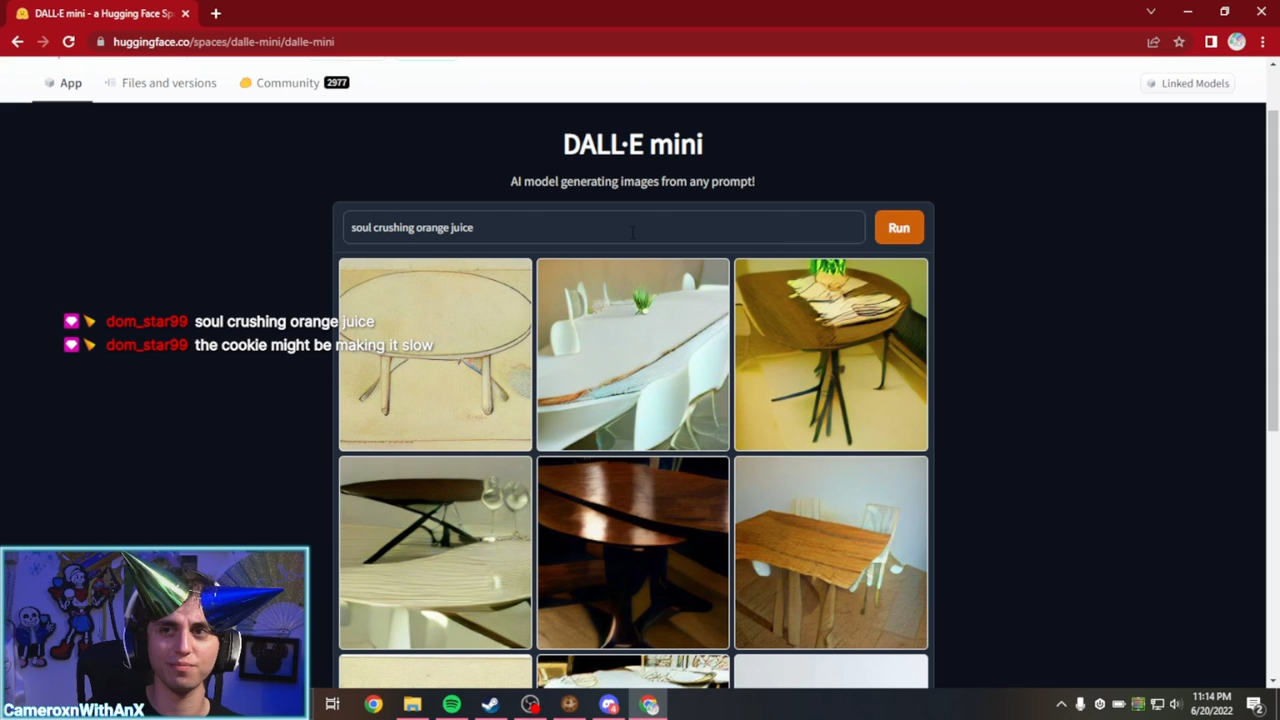 DALL·E mini - a Hugging Face Sp
huggingface.co/spaces/dalle-mini/dalle-mini
App
Files and versions
Community 2977
Linked Models
DALL·E mini
AI model generating images from any prompt!
soul crushing orange juice
Run
dom_star99 soul crushing orange juice
dom_star99 the cookie might be making it slow
CameroxnWithAnX
11:14 PM
6/20/2022
2